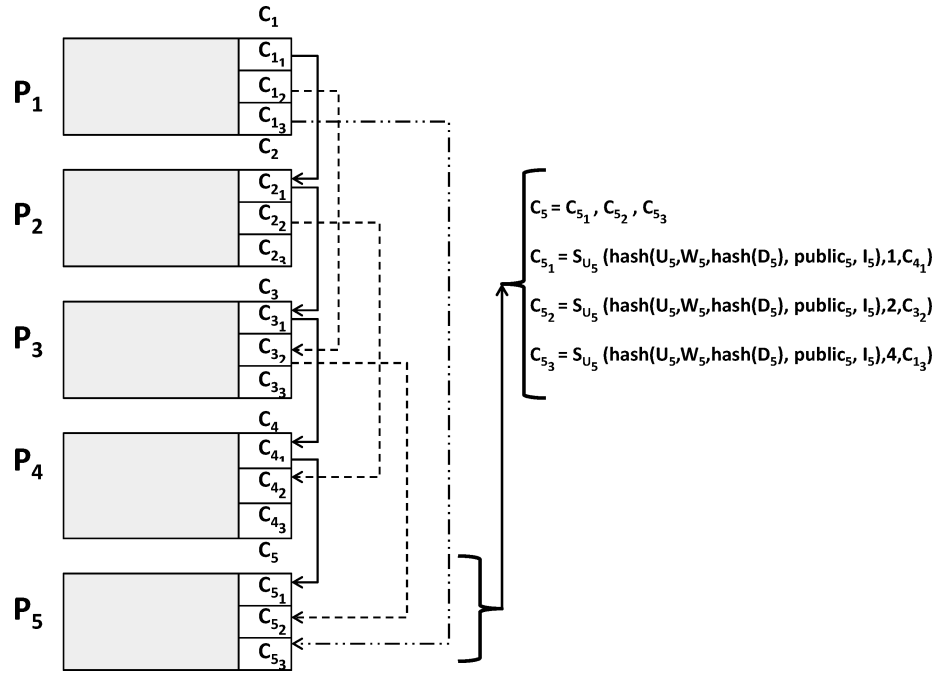 C₁
P₁
C₁₁
C₁₂
C₁₃
C₂
P₂
C₂₁
C₂₂
C₂₃
C₃
P₃
C₃₁
C₃₂
C₃₃
C₄
P₄
C₄₁
C₄₂
C₄₃
C₅
P₅
C₅₁
C₅₂
C₅₃
C₅ = C₅₁ , C₅₂ , C₅₃
C₅₁ = S_U₅ (hash(U₅,W₅,hash(D₅), public₅, I₅),1,C₄₁)
C₅₂ = S_U₅ (hash(U₅,W₅,hash(D₅), public₅, I₅),2,C₃₂)
C₅₃ = S_U₅ (hash(U₅,W₅,hash(D₅), public₅, I₅),4,C₁₃)